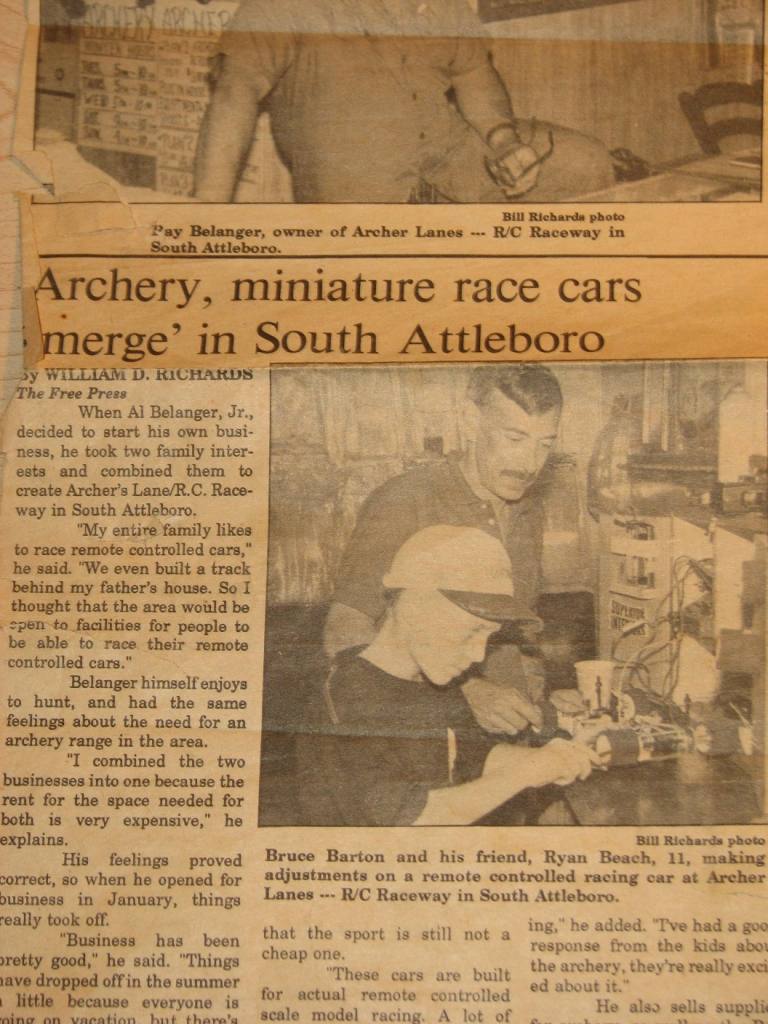 ARCHERY ARCHERY
Bill Richards photo
Pay Belanger, owner of Archer Lanes --- R/C Raceway in
South Attleboro.
Archery, miniature race cars
merge' in South Attleboro
By WILLIAM D. RICHARDS
The Free Press
When Al Belanger, Jr.,
decided to start his own busi-
ness, he took two family inter-
ests and combined them to
create Archer's Lane/R.C. Race-
way in South Attleboro.
"My entire family likes
to race remote controlled cars,"
he said. "We even built a track
behind my father's house. So I
thought that the area would be
open to facilities for people to
be able to race their remote
controlled cars."
Belanger himself enjoys
to hunt, and had the same
feelings about the need for an
archery range in the area.
"I combined the two
businesses into one because the
rent for the space needed for
both is very expensive," he
explains.
His feelings proved
correct, so when he opened for
business in January, things
really took off.
"Business has been
pretty good," he said. "Things
have dropped off in the summer
a little because everyone is
going on vacation, but there's
SUPERIOR
Bill Richards photo
Bruce Barton and his friend, Ryan Beach, 11, making
adjustments on a remote controlled racing car at Archer
Lanes --- R/C Raceway in South Attleboro.
that the sport is still not a
cheap one.
"These cars are built
for actual remote controlled
scale model racing. A lot of
ing," he added. "I've had a goo
response from the kids abou
the archery, they're really exci
ed about it."
He also sells supplie